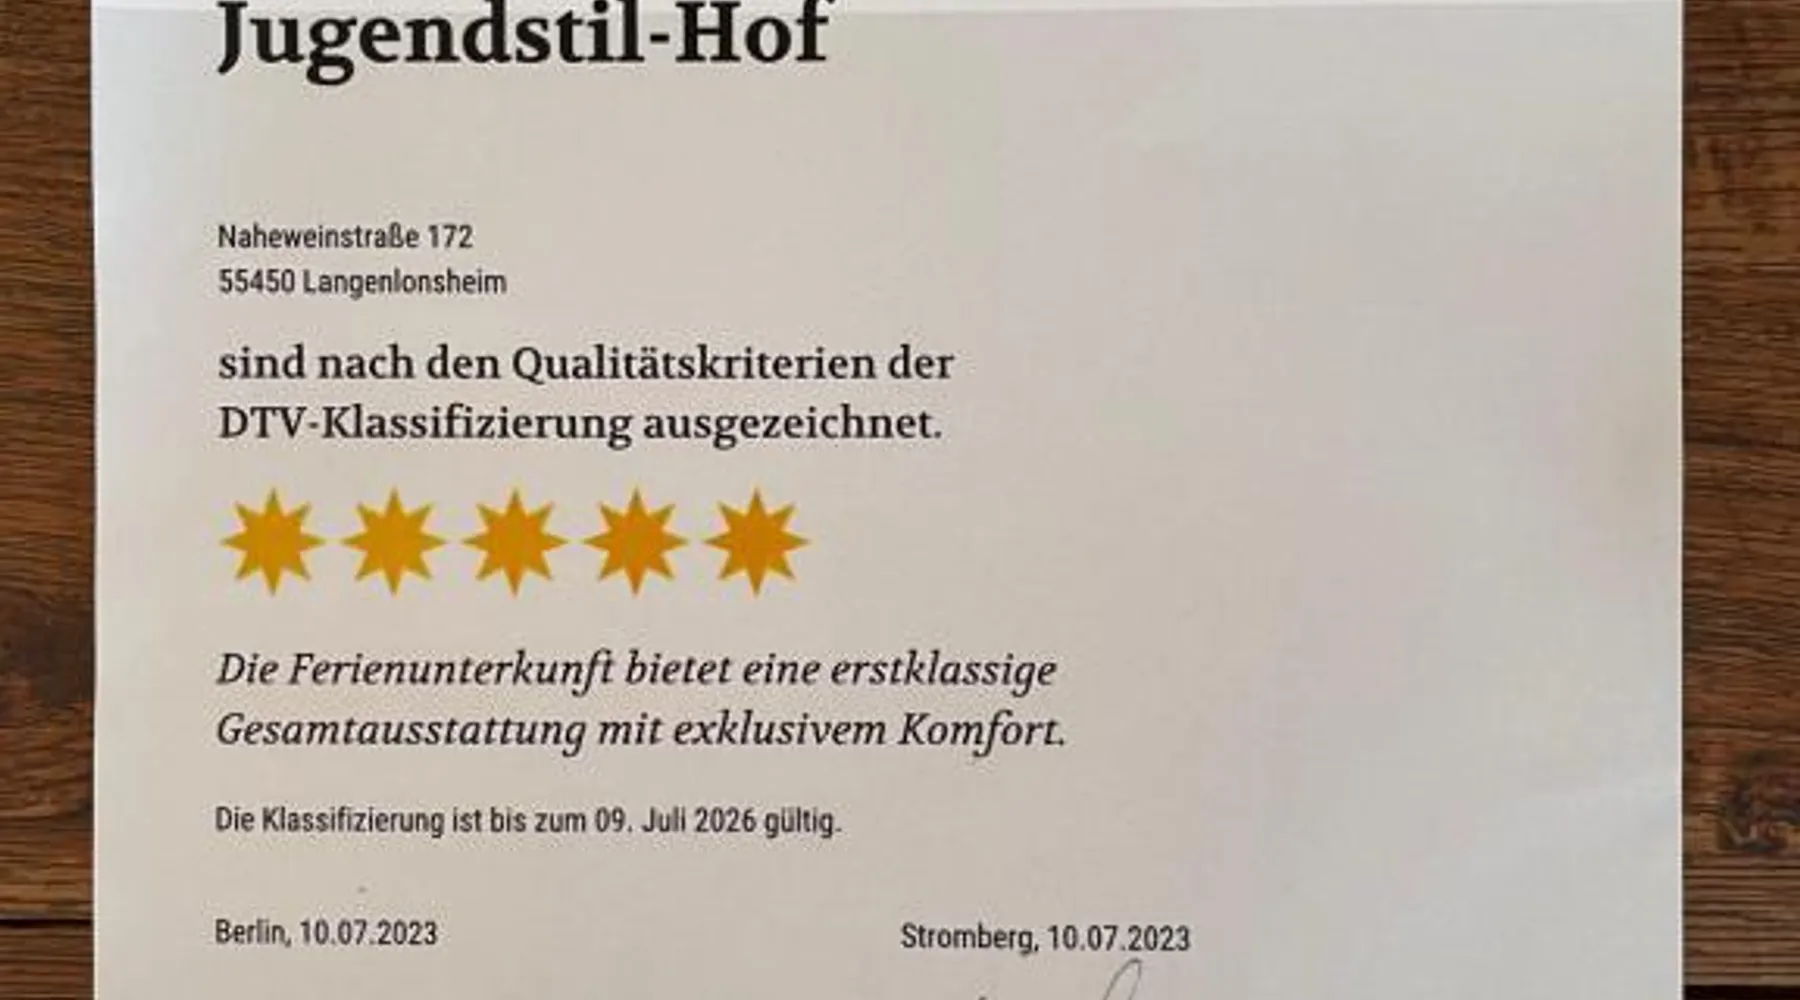 Jugendstil-Hof
Naheweinstraße 172
55450 Langenlonsheim
sind nach den Qualitätskriterien der
DTV-Klassifizierung ausgezeichnet.
Die Ferienunterkunft bietet eine erstklassige
Gesamtausstattung mit exklusivem Komfort.
Die Klassifizierung ist bis zum 09. Juli 2026 gültig.
Berlin, 10.07.2023
Stromberg, 10.07.2023